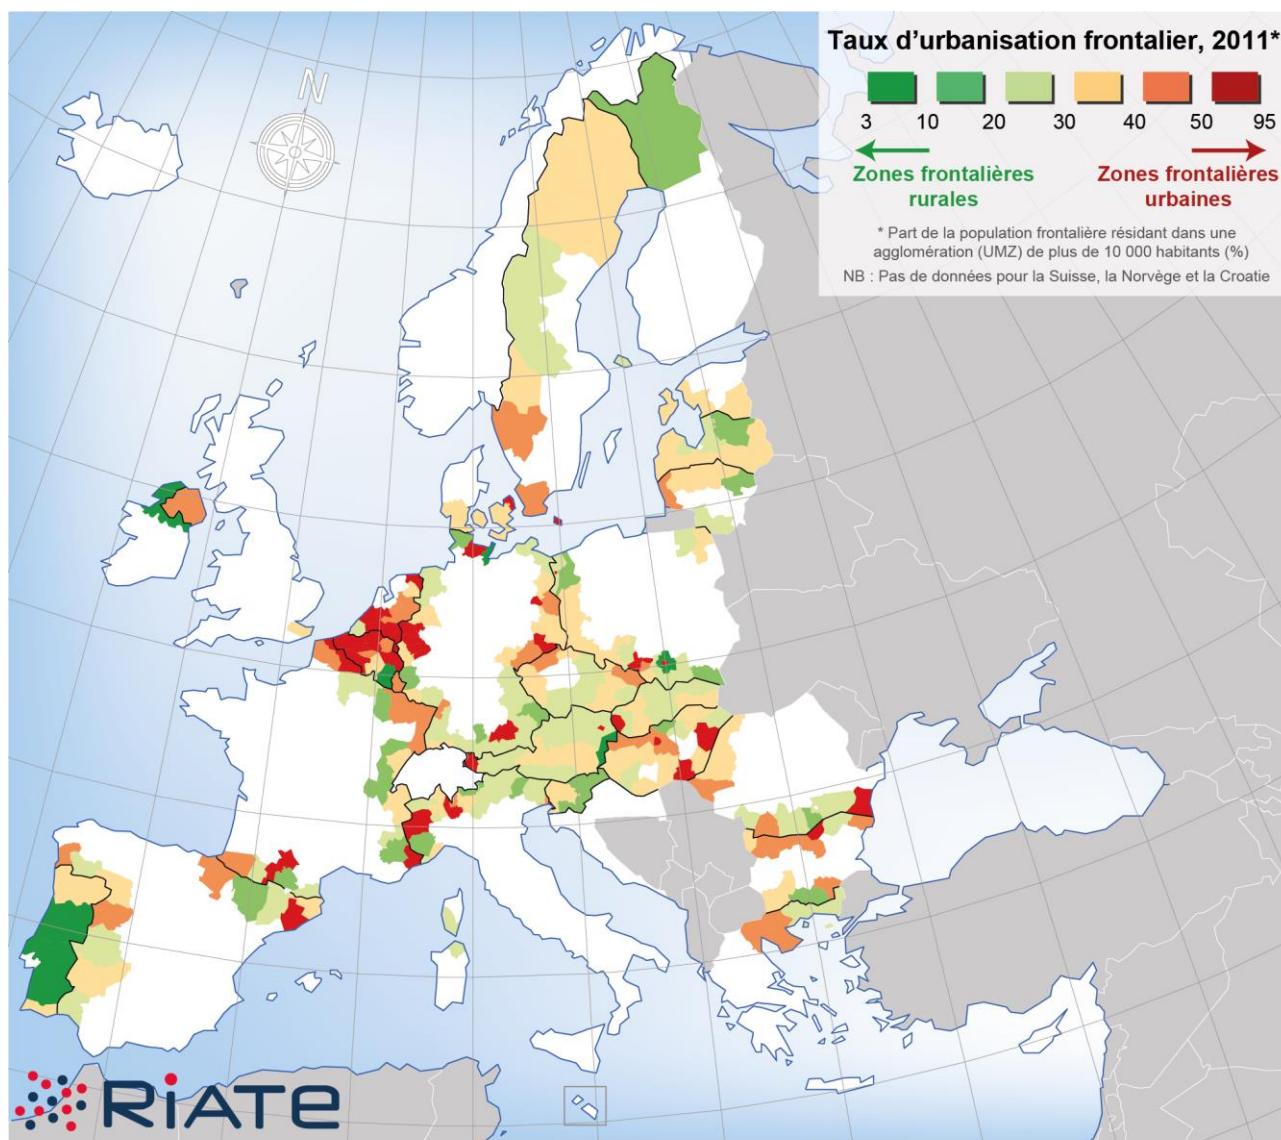 Taux d’urbanisation frontalier, 2011*
3 10 20 30 40 50 95
Zones frontalières
rurales
Zones frontalières
urbaines
* Part de la population frontalière résidant dans une
agglomération (UMZ) de plus de 10 000 habitants (%)
NB : Pas de données pour la Suisse, la Norvège et la Croatie
N
RiATe